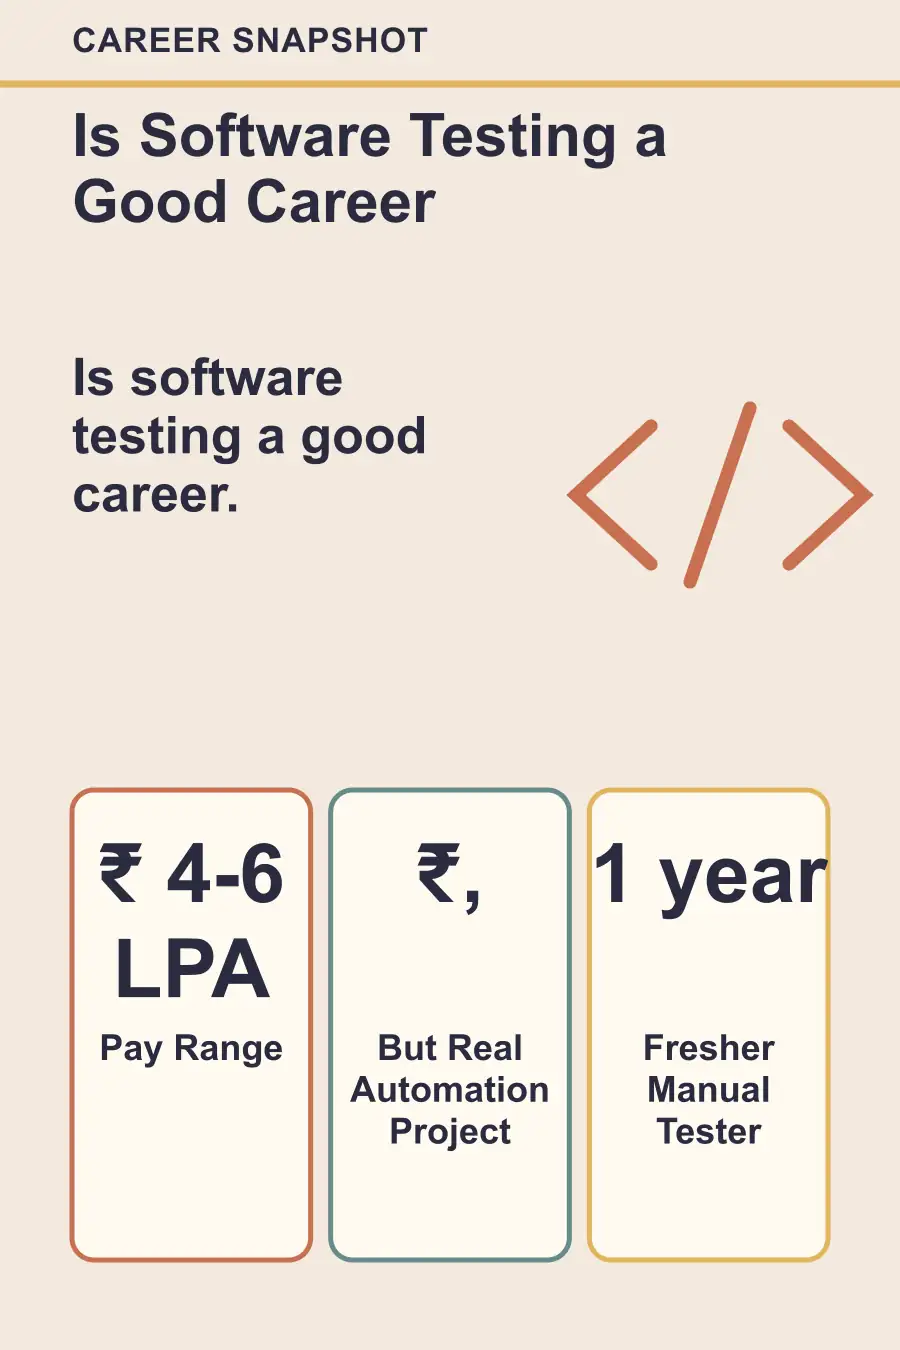 CAREER SNAPSHOT
Is Software Testing a
Good Career
Is software
testing a good
career.
₹ 4-6
LPA
Pay Range
₹,
But Real
Automation
Project
1 year
Fresher
Manual
Tester